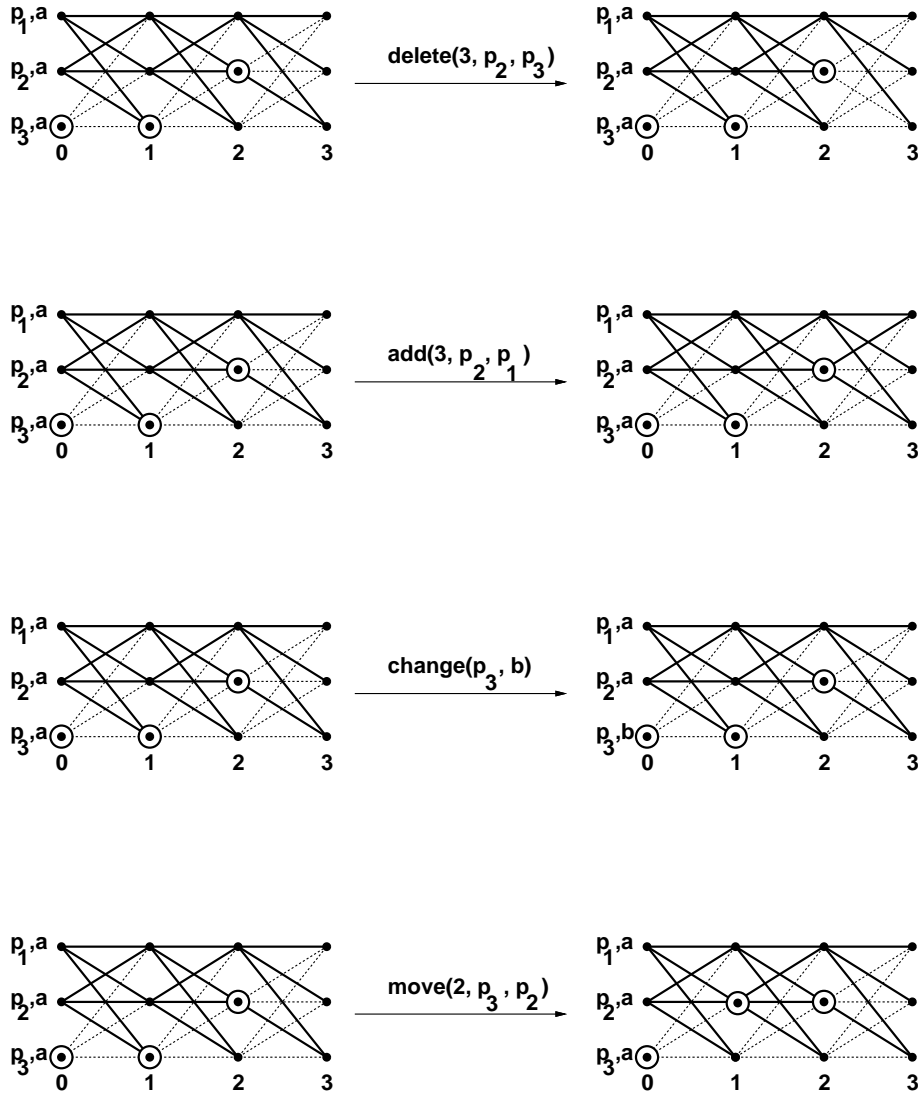 p1,a p1,a
delete(3, p2, p3)
p2,a p2,a
p3,a p3,a
0 1 2 3 0 1 2 3
p1,a p1,a
add(3, p2, p1)
p2,a p2,a
p3,a p3,a
0 1 2 3 0 1 2 3
p1,a p1,a
change(p3, b)
p2,a p2,a
p3,a p3,b
0 1 2 3 0 1 2 3
p1,a p1,a
move(2, p3, p2)
p2,a p2,a
p3,a p3,a
0 1 2 3 0 1 2 3